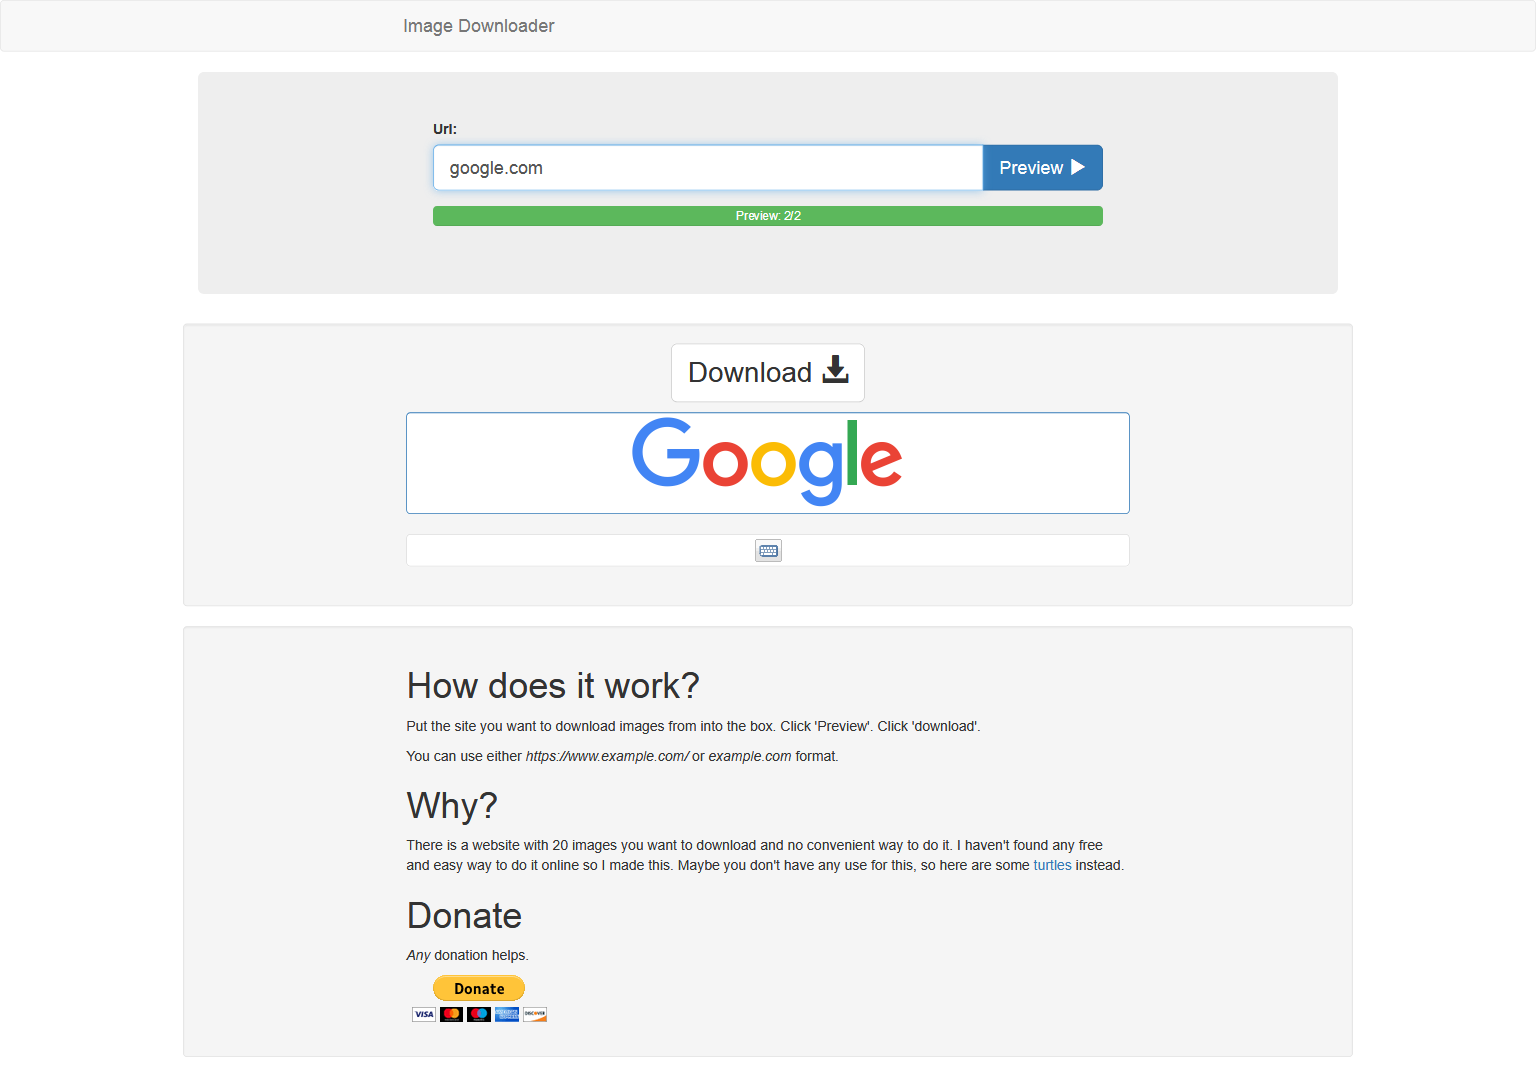 Image Downloader
Url:
google.com
Preview
Preview: 2/2
Download
Google
How does it work?
Put the site you want to download images from into the box. Click 'Preview'. Click 'download'.
You can use either https://www.example.com/ or example.com format.
Why?
There is a website with 20 images you want to download and no convenient way to do it. I haven't found any free
and easy way to do it online so I made this. Maybe you don't have any use for this, so here are some turtles instead.
Donate
Any donation helps.
Donate
VISA DISCOVER